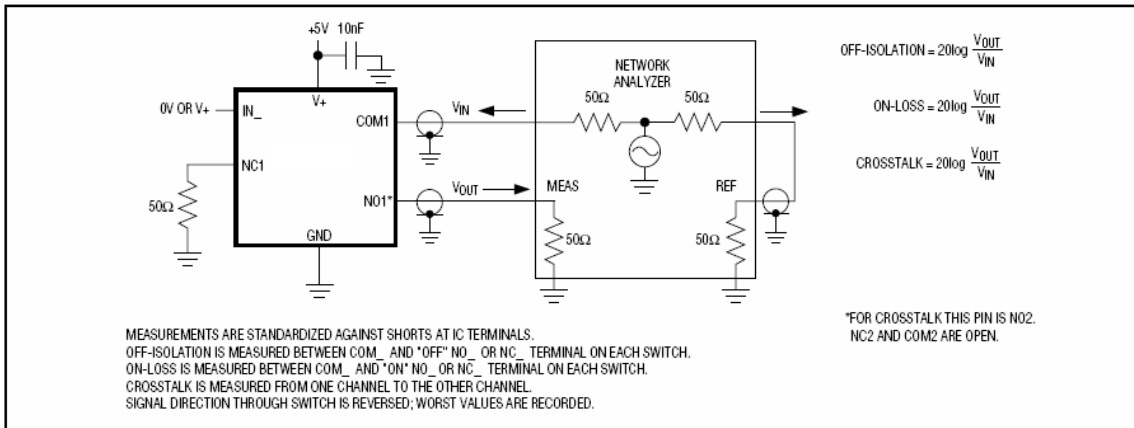 +5V 10nF
V+
0V OR V+
IN_
COM1
NC1
50Ω
NO1*
GND
VIN
VOUT
NETWORK
ANALYZER
50Ω 50Ω
MEAS REF
50Ω 50Ω
OFF-ISOLATION = 20log VOUT/VIN
ON-LOSS = 20log VOUT/VIN
CROSSTALK = 20log VOUT/VIN
MEASUREMENTS ARE STANDARDIZED AGAINST SHORTS AT IC TERMINALS.
OFF-ISOLATION IS MEASURED BETWEEN COM_ AND "OFF" NO_ OR NC_ TERMINAL ON EACH SWITCH.
ON-LOSS IS MEASURED BETWEEN COM_ AND "ON" NO_ OR NC_ TERMINAL ON EACH SWITCH.
CROSSTALK IS MEASURED FROM ONE CHANNEL TO THE OTHER CHANNEL.
SIGNAL DIRECTION THROUGH SWITCH IS REVERSED; WORST VALUES ARE RECORDED.
*FOR CROSSTALK THIS PIN IS NO2.
NC2 AND COM2 ARE OPEN.